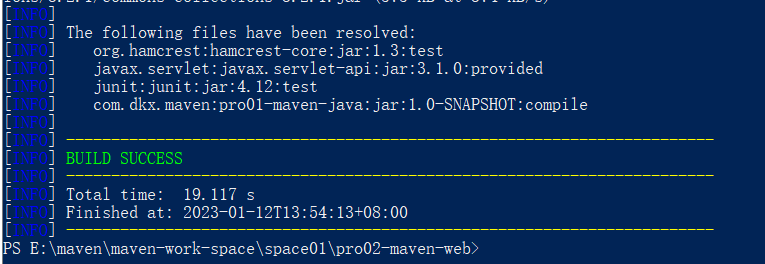 [INFO]
[INFO] The following files have been resolved:
[INFO]    org.hamcrest:hamcrest-core:jar:1.3:test
[INFO]    javax.servlet:javax.servlet-api:jar:3.1.0:provided
[INFO]    junit:junit:jar:4.12:test
[INFO]    com.dkx.maven:pro01-maven-java:jar:1.0-SNAPSHOT:compile
[INFO]
[INFO] ------------------------------------------------------------------------
[INFO] BUILD SUCCESS
[INFO] ------------------------------------------------------------------------
[INFO] Total time:  19.117 s
[INFO] Finished at: 2023-01-12T13:54:13+08:00
[INFO] ------------------------------------------------------------------------
PS E:\maven\maven-work-space\space01\pro02-maven-web>